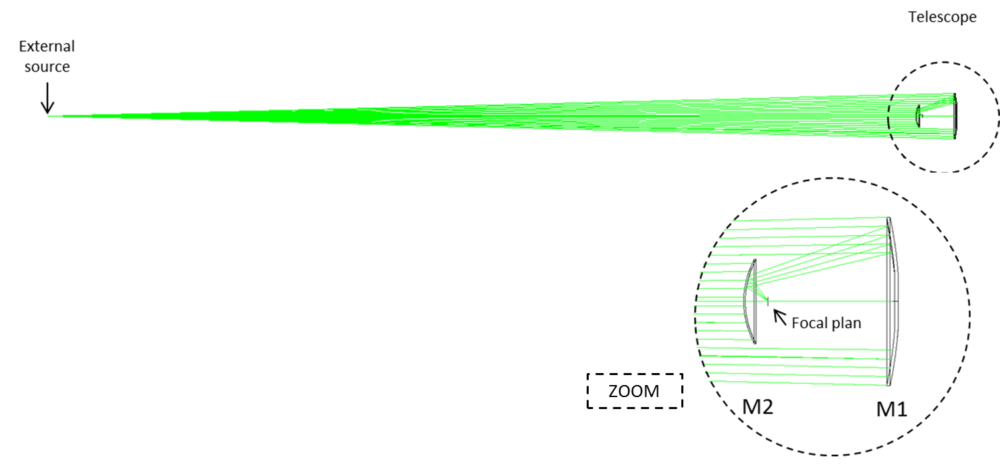 Telescope
External
source
Focal plan
ZOOM
M2
M1